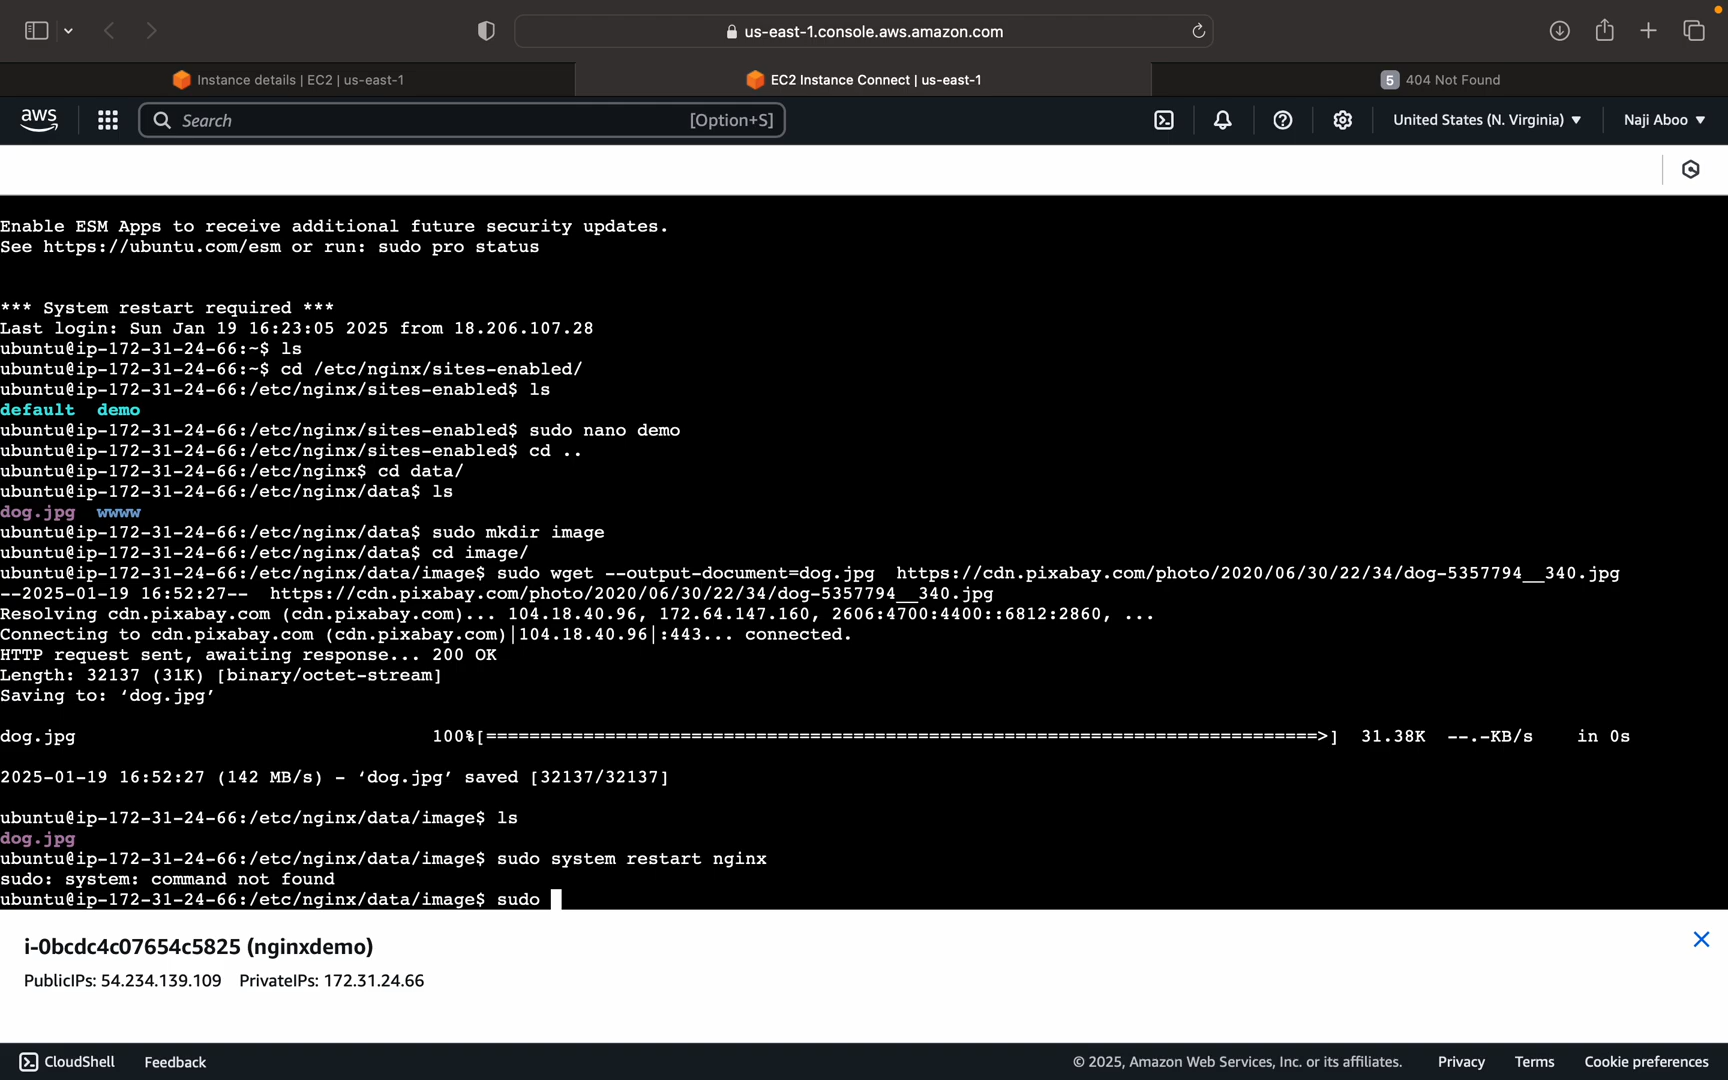 us-east-1.console.aws.amazon.com
Instance details | EC2 | us-east-1
EC2 Instance Connect | us-east-1
5 404 Not Found
aws
Search
[Option+S]
United States (N. Virginia)
Naji Aboo
Enable ESM Apps to receive additional future security updates.
See https://ubuntu.com/esm or run: sudo pro status
*** System restart required ***
Last login: Sun Jan 19 16:23:05 2025 from 18.206.107.28
ubuntu@ip-172-31-24-66:~$ ls
ubuntu@ip-172-31-24-66:~$ cd /etc/nginx/sites-enabled/
ubuntu@ip-172-31-24-66:/etc/nginx/sites-enabled$ ls
default  demo
ubuntu@ip-172-31-24-66:/etc/nginx/sites-enabled$ sudo nano demo
ubuntu@ip-172-31-24-66:/etc/nginx/sites-enabled$ cd ..
ubuntu@ip-172-31-24-66:/etc/nginx$ cd data/
ubuntu@ip-172-31-24-66:/etc/nginx/data$ ls
dog.jpg  wwww
ubuntu@ip-172-31-24-66:/etc/nginx/data$ sudo mkdir image
ubuntu@ip-172-31-24-66:/etc/nginx/data$ cd image/
ubuntu@ip-172-31-24-66:/etc/nginx/data/image$ sudo wget --output-document=dog.jpg  https://cdn.pixabay.com/photo/2020/06/30/22/34/dog-5357794__340.jpg
--2025-01-19 16:52:27--  https://cdn.pixabay.com/photo/2020/06/30/22/34/dog-5357794__340.jpg
Resolving cdn.pixabay.com (cdn.pixabay.com)... 104.18.40.96, 172.64.147.160, 2606:4700:4400::6812:2860, ...
Connecting to cdn.pixabay.com (cdn.pixabay.com)|104.18.40.96|:443... connected.
HTTP request sent, awaiting response... 200 OK
Length: 32137 (31K) [binary/octet-stream]
Saving to: ‘dog.jpg’
dog.jpg 100%[=============================================================================>] 31.38K --.-KB/s in 0s
2025-01-19 16:52:27 (142 MB/s) - ‘dog.jpg’ saved [32137/32137]
ubuntu@ip-172-31-24-66:/etc/nginx/data/image$ ls
dog.jpg
ubuntu@ip-172-31-24-66:/etc/nginx/data/image$ sudo system restart nginx
sudo: system: command not found
ubuntu@ip-172-31-24-66:/etc/nginx/data/image$ sudo
i-0bcdc4c07654c5825 (nginxdemo)
PublicIPs: 54.234.139.109 PrivateIPs: 172.31.24.66
CloudShell Feedback © 2025, Amazon Web Services, Inc. or its affiliates. Privacy Terms Cookie preferences